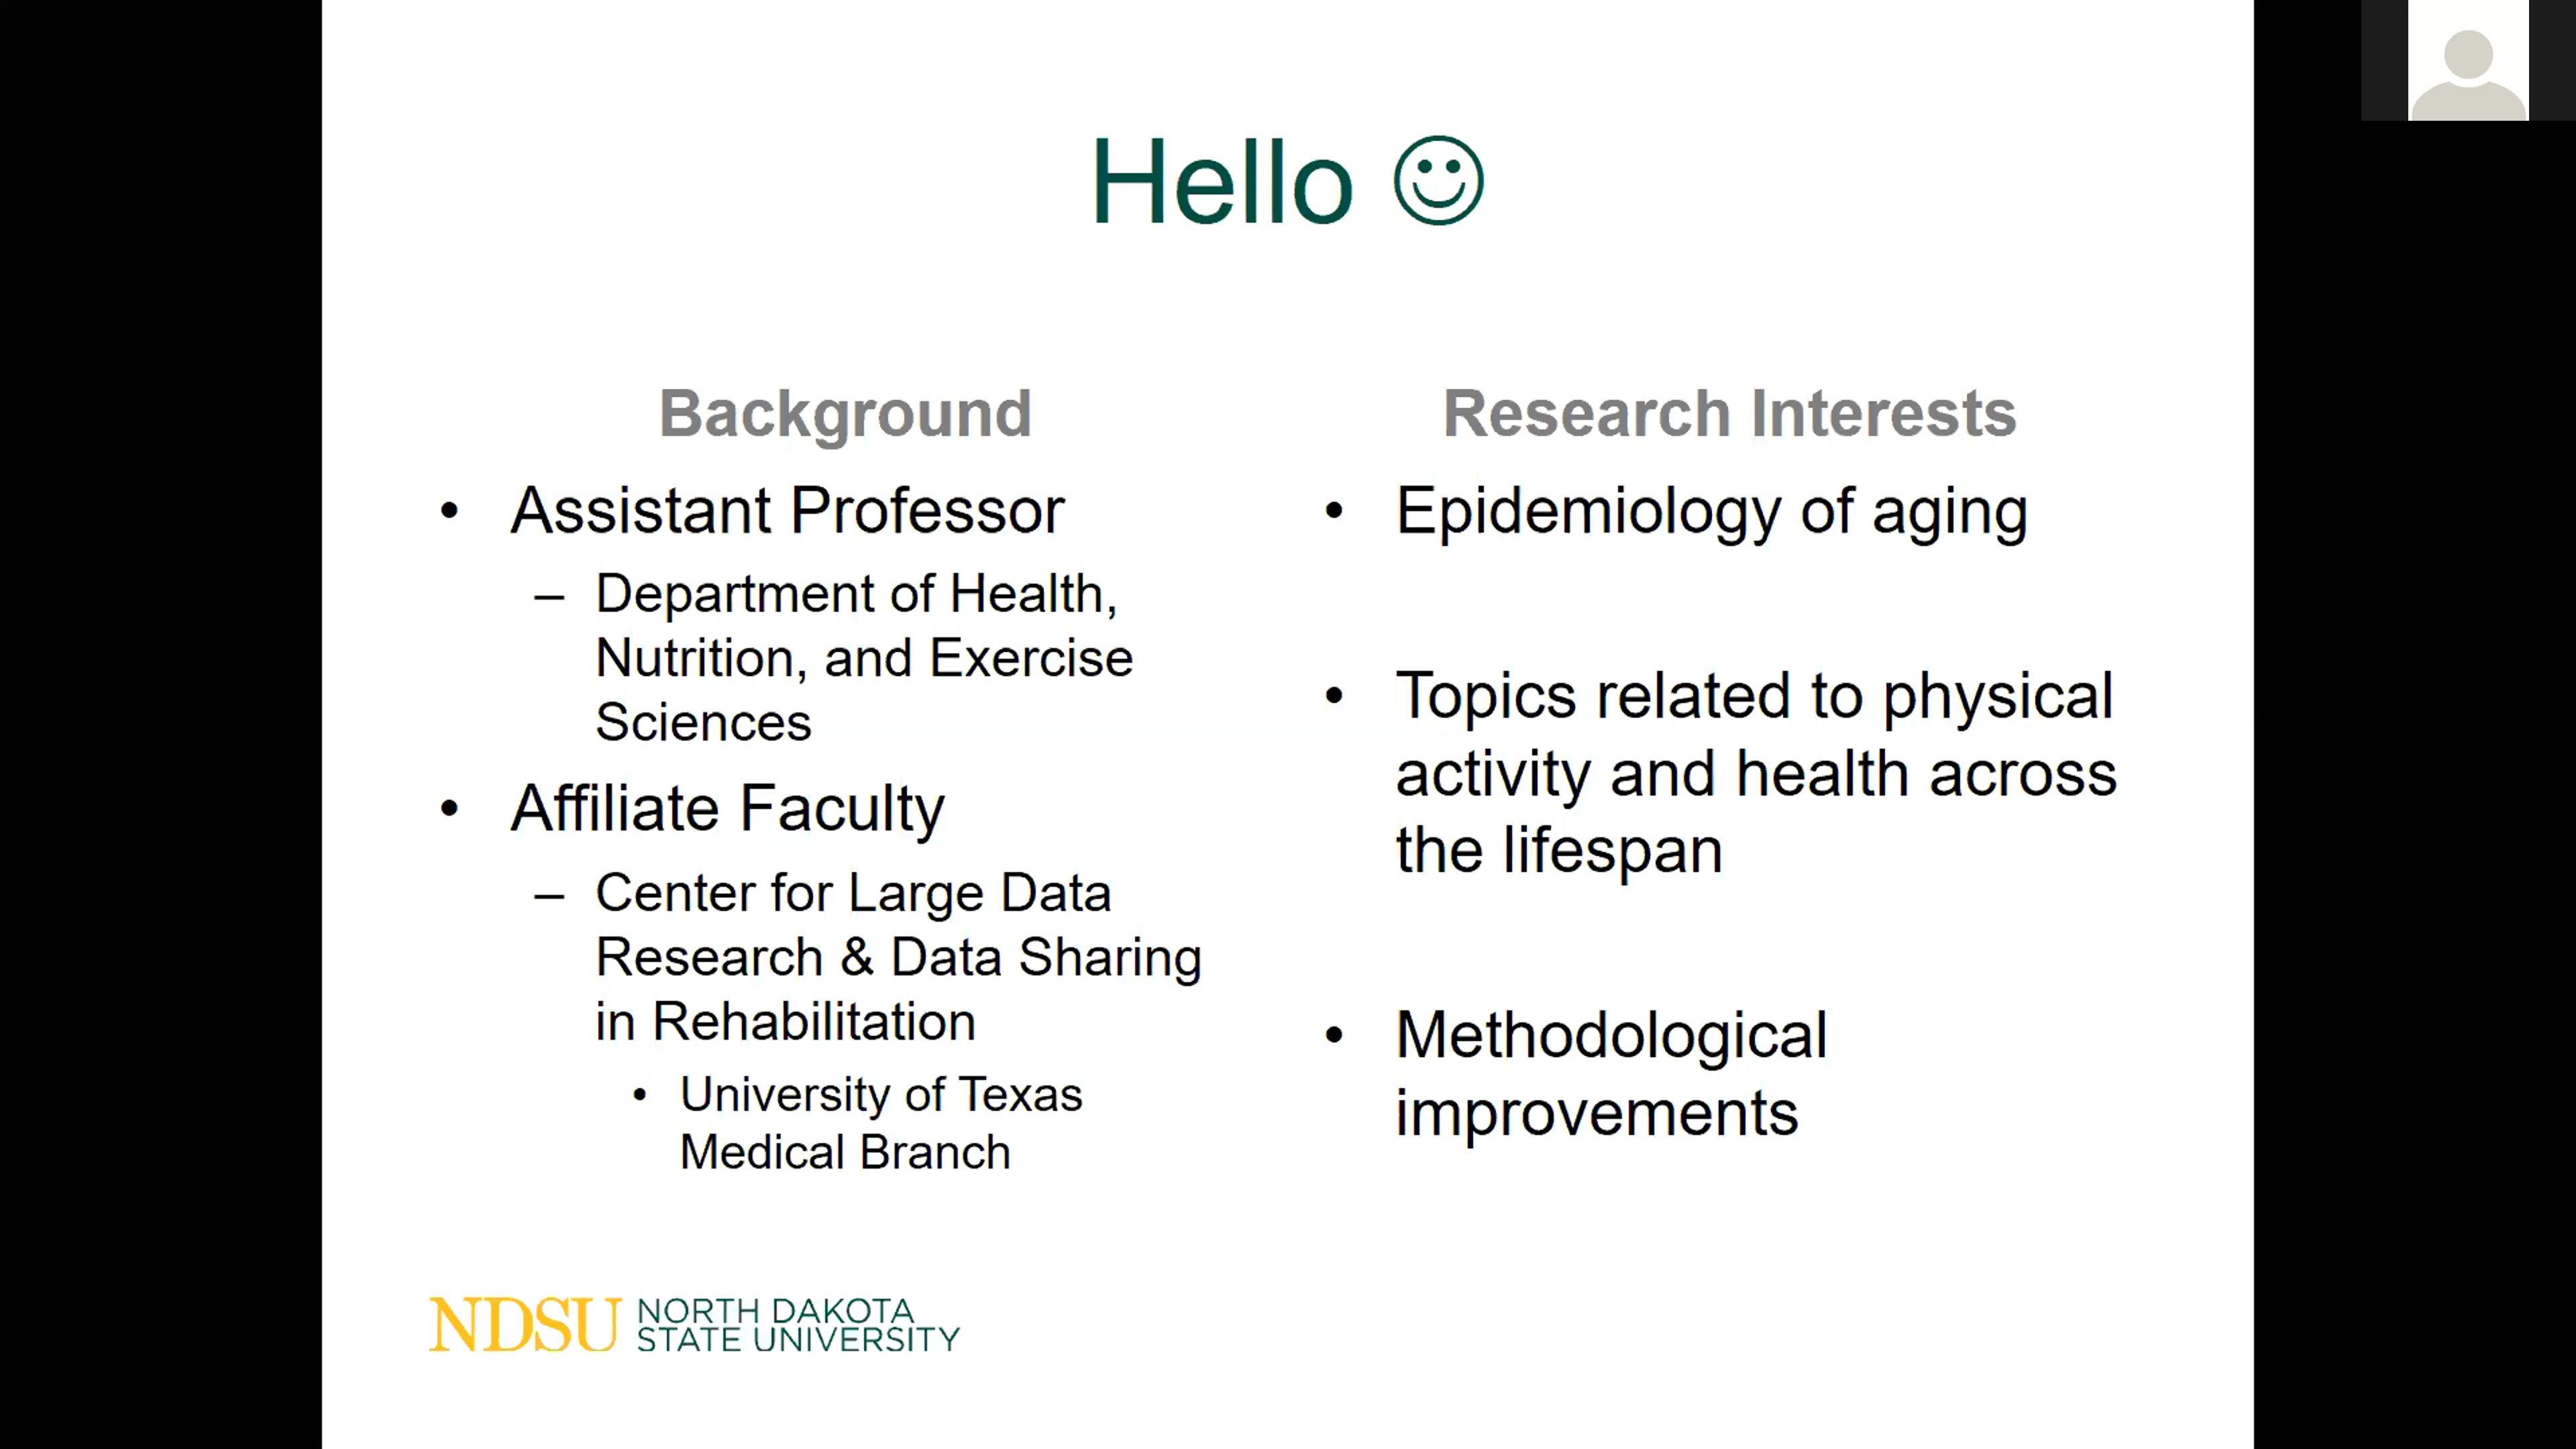 Hello ☺
Background
• Assistant Professor
– Department of Health,
Nutrition, and Exercise
Sciences
• Affiliate Faculty
– Center for Large Data
Research & Data Sharing
in Rehabilitation
• University of Texas
Medical Branch
Research Interests
• Epidemiology of aging
• Topics related to physical
activity and health across
the lifespan
• Methodological
improvements
NDSU NORTH DAKOTA
STATE UNIVERSITY